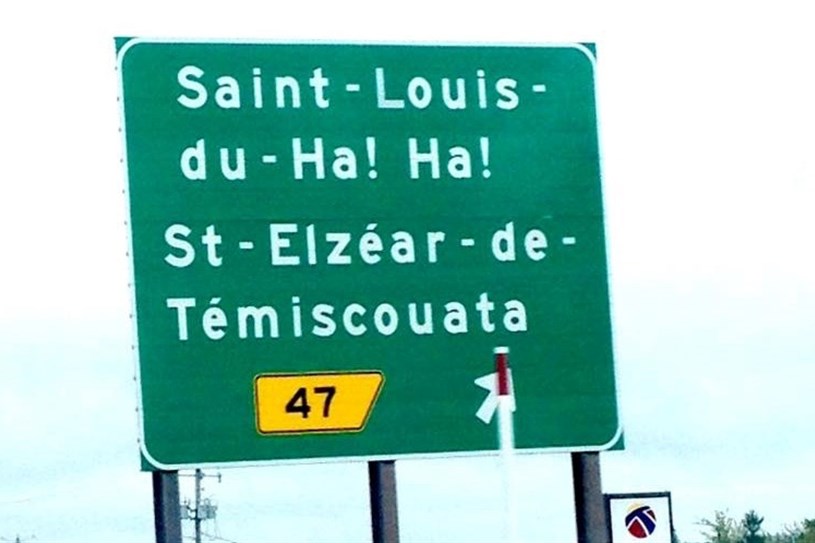 Saint-Louis-
du-Ha! Ha!
St-Elzéar-de-
Témiscouata
47